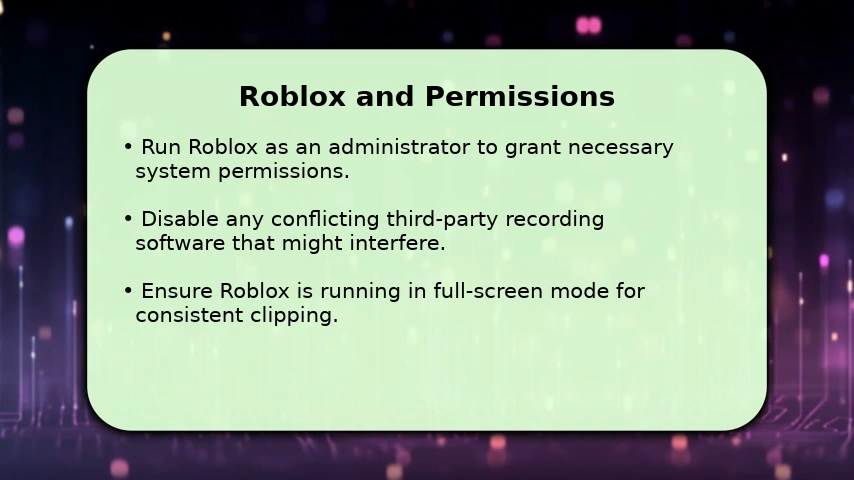 Roblox and Permissions
• Run Roblox as an administrator to grant necessary
system permissions.
• Disable any conflicting third-party recording
software that might interfere.
• Ensure Roblox is running in full-screen mode for
consistent clipping.